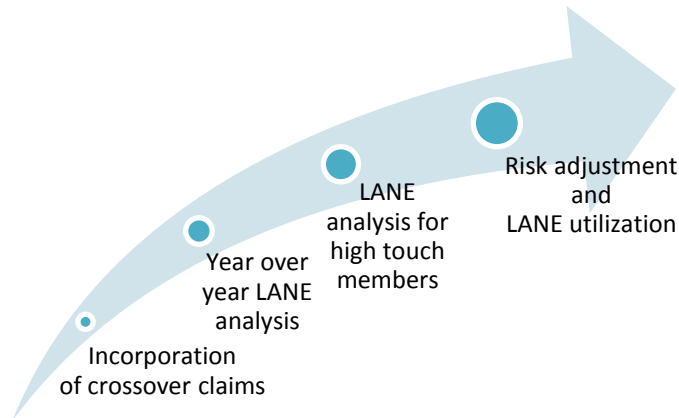 Incorporation
of crossover claims
Year over
year LANE
analysis
LANE
analysis for
high touch
members
Risk adjustment
and
LANE utilization